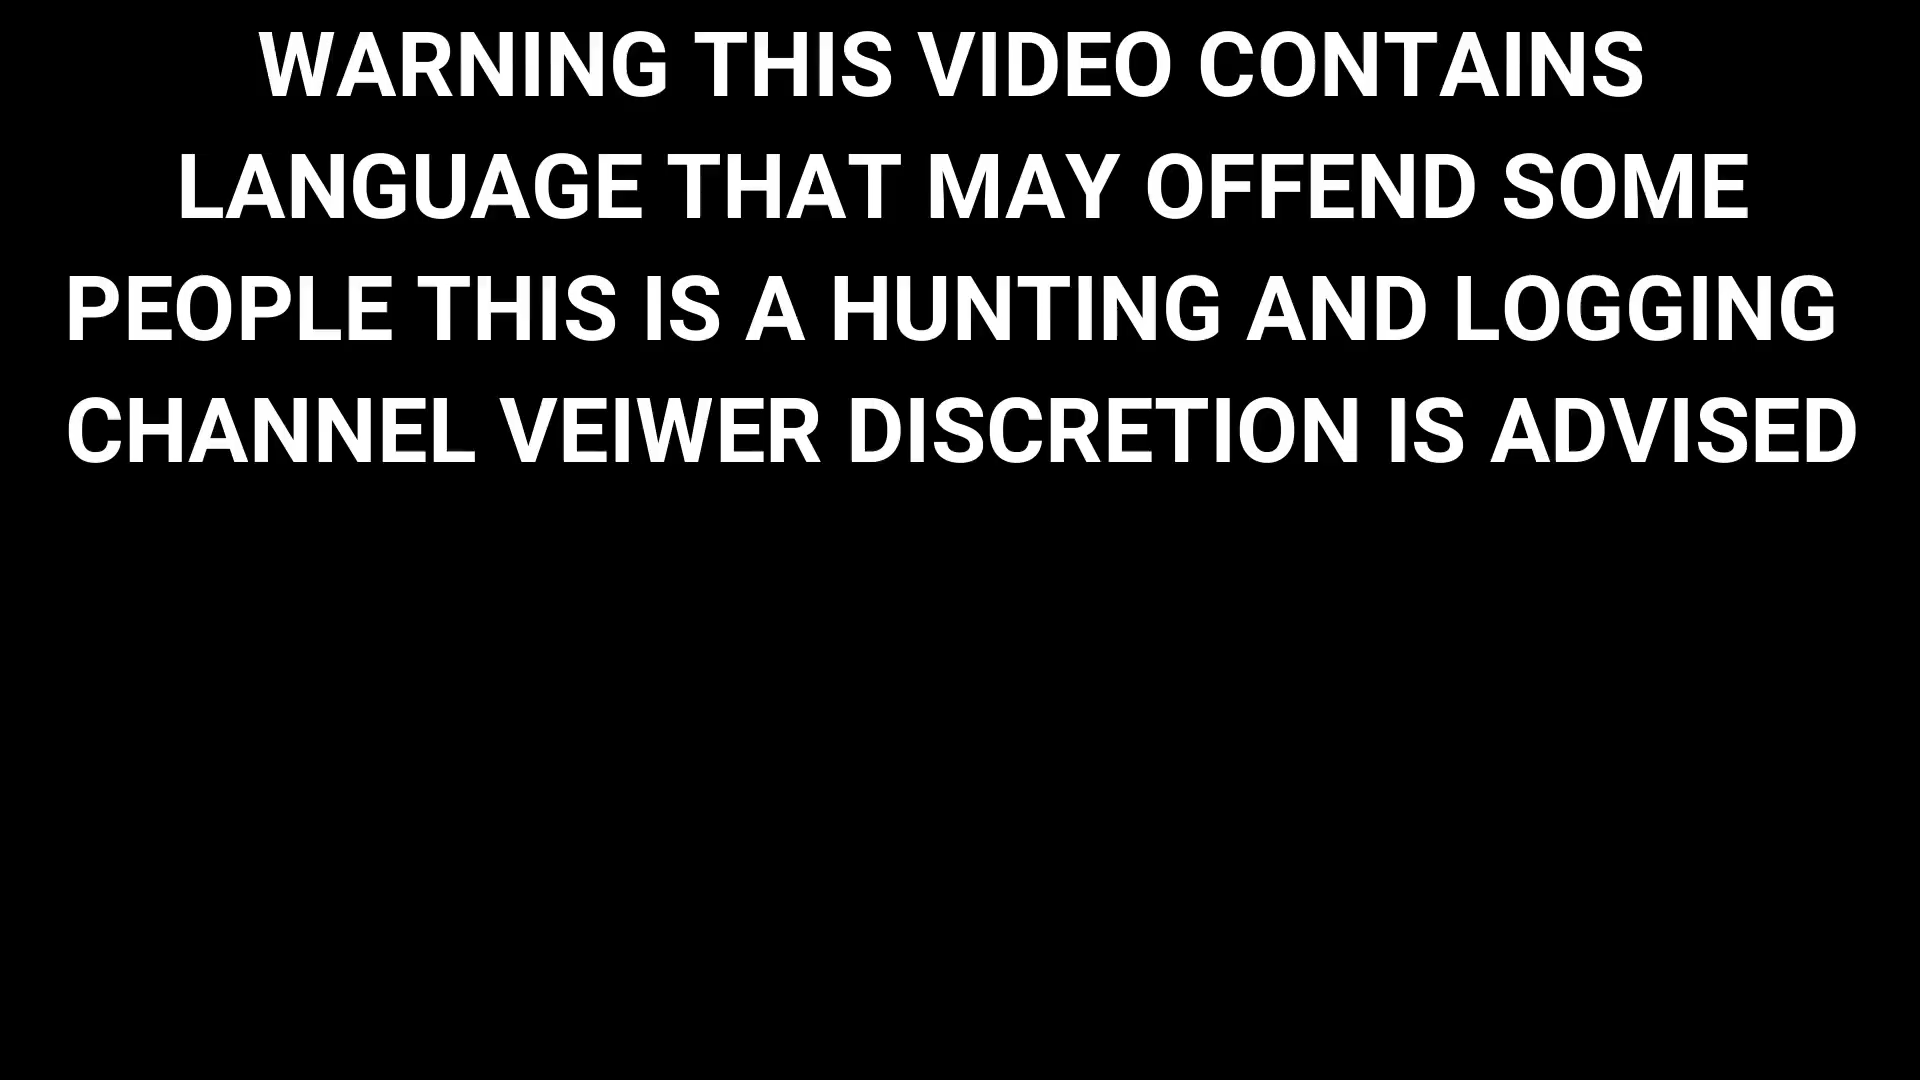 WARNING THIS VIDEO CONTAINS
LANGUAGE THAT MAY OFFEND SOME
PEOPLE THIS IS A HUNTING AND LOGGING
CHANNEL VEIWER DISCRETION IS ADVISED